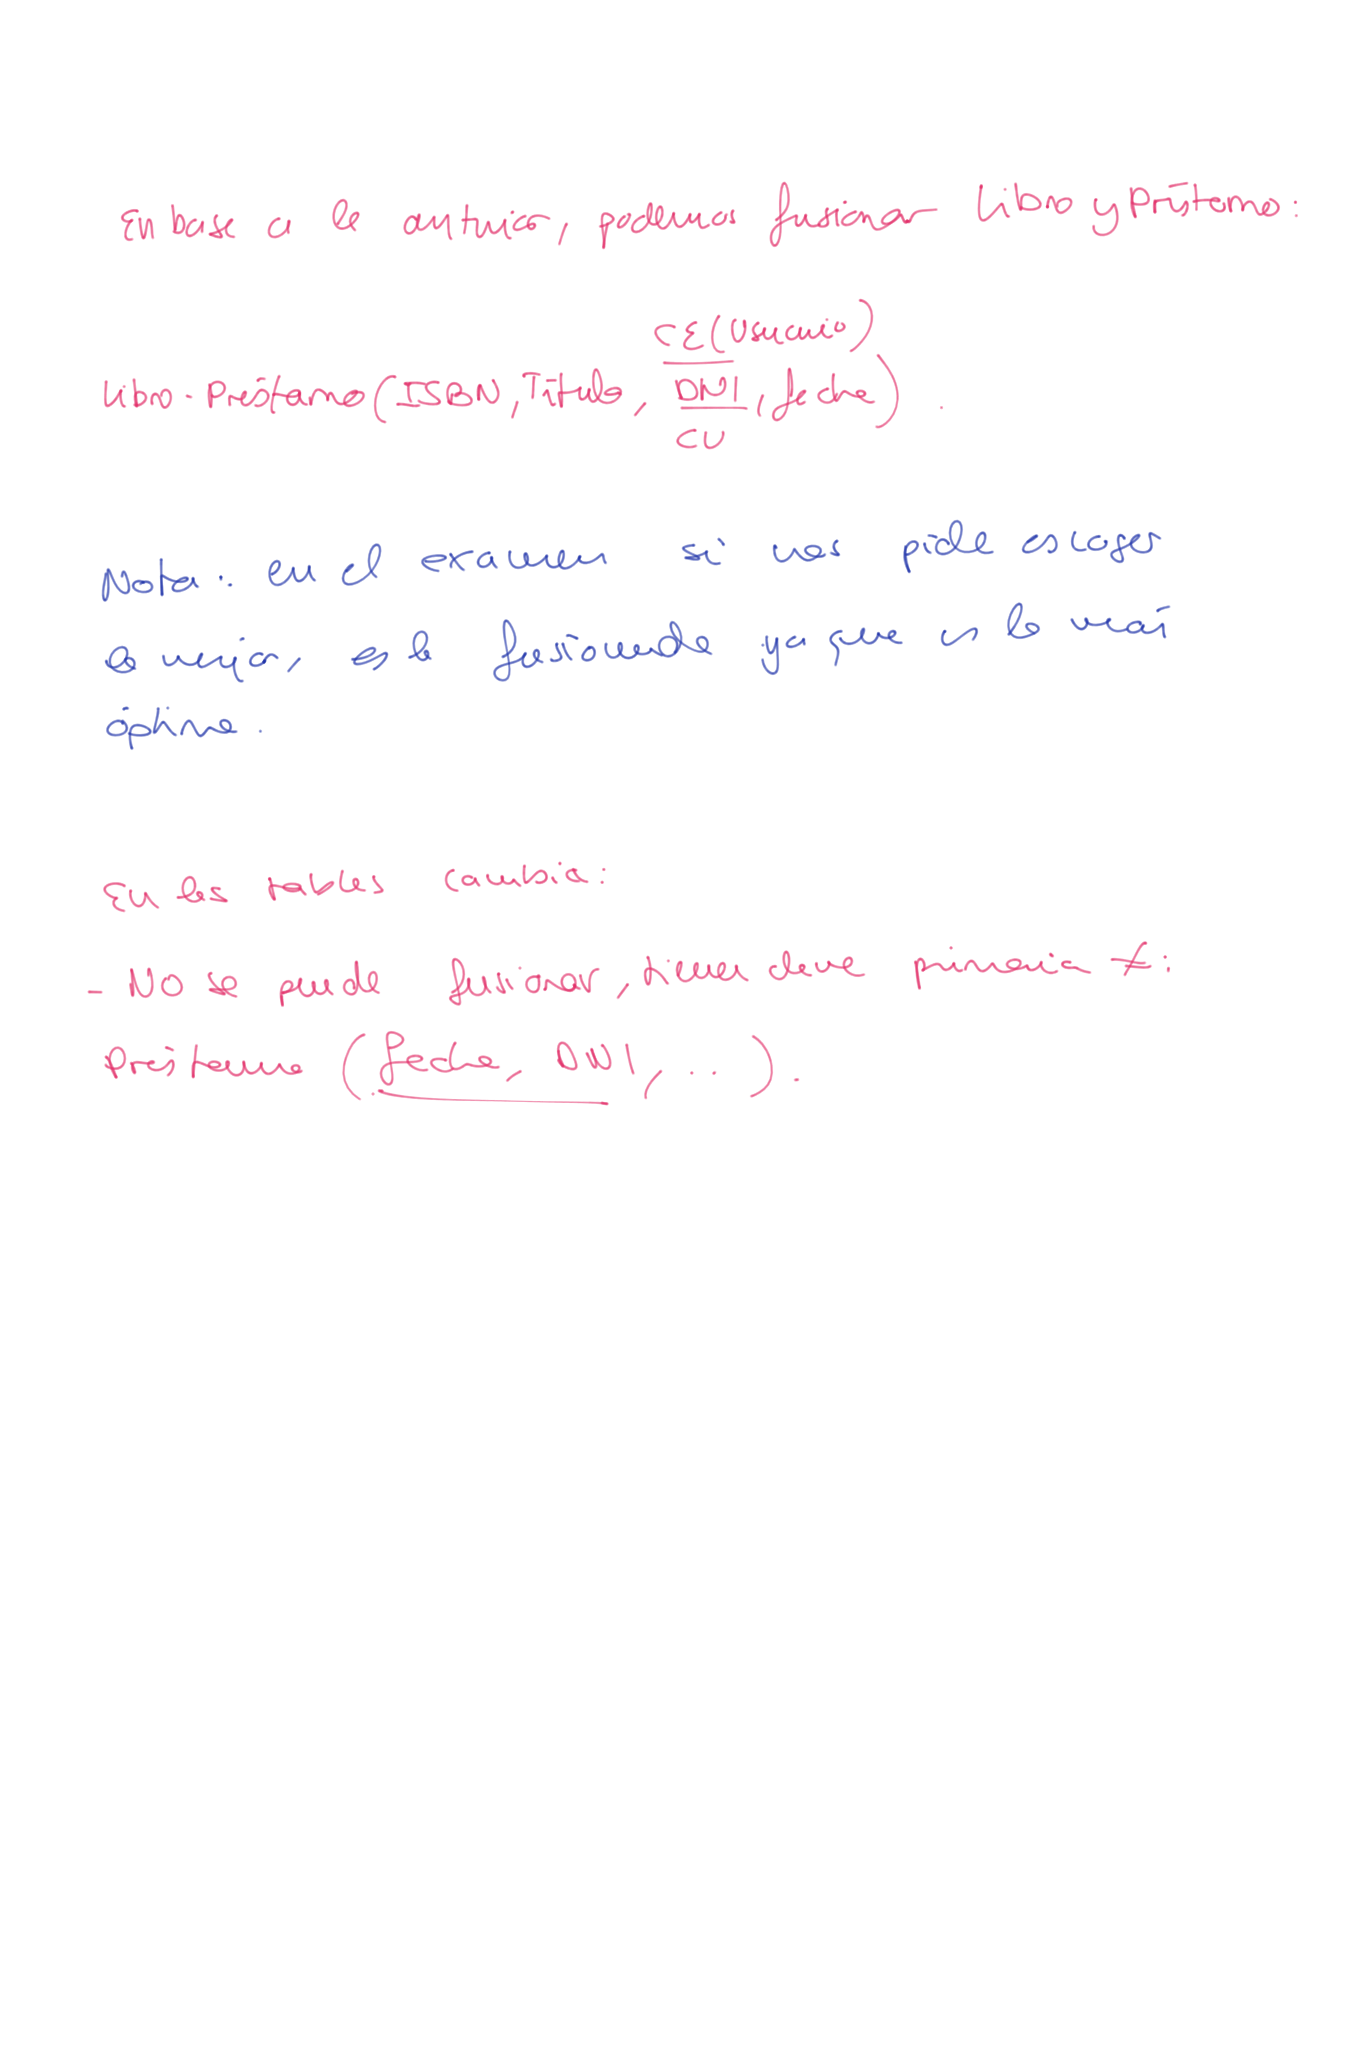 En base a lo anterior, podemos fusionar Libro y Préstamo:
CE(Usuario)
Libro-Préstamo(ISBN, Título, DNI, fecha).
CU
Nota: en el examen si nos pide escoger
la mejor, es la fusionada ya que es la más
óptima.
En las tablas cambia:
- No se puede fusionar, tienen clave primaria ≠:
Préstamo (fecha, DNI, ..).